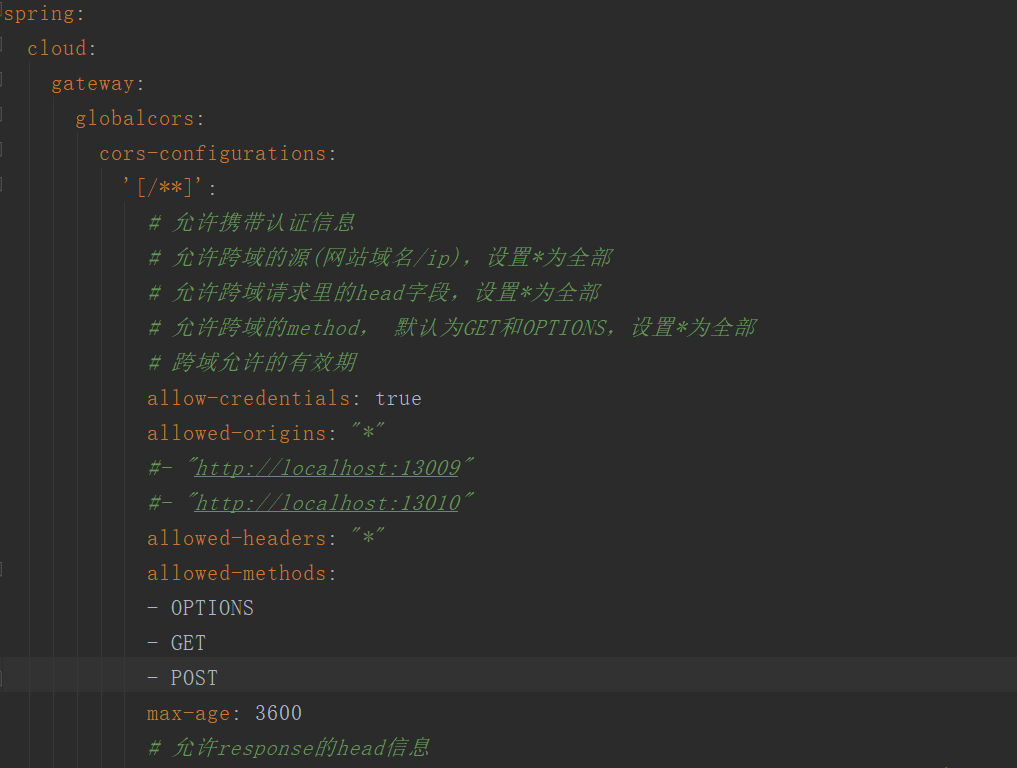 spring:
cloud:
gateway:
globalcors:
cors-configurations:
'[/**]':
# 允许携带认证信息
# 允许跨域的源(网站域名/ip)，设置*为全部
# 允许跨域请求里的head字段，设置*为全部
# 允许跨域的method， 默认为GET和OPTIONS，设置*为全部
# 跨域允许的有效期
allow-credentials: true
allowed-origins: "*"
#- "http://localhost:13009"
#- "http://localhost:13010"
allowed-headers: "*"
allowed-methods:
- OPTIONS
- GET
- POST
max-age: 3600
# 允许response的head信息